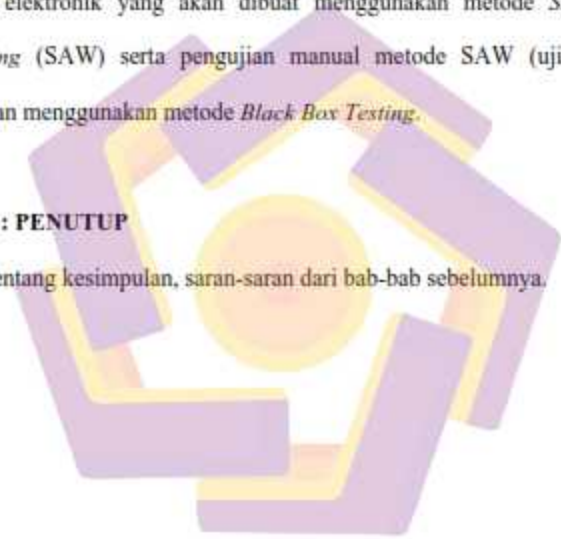 elektronik yang akan dibuat menggunakan metode S
ng (SAW) serta pengujian manual metode SAW (uji
an menggunakan metode Black Box Testing.
: PENUTUP
entang kesimpulan, saran-saran dari bab-bab sebelumnya.